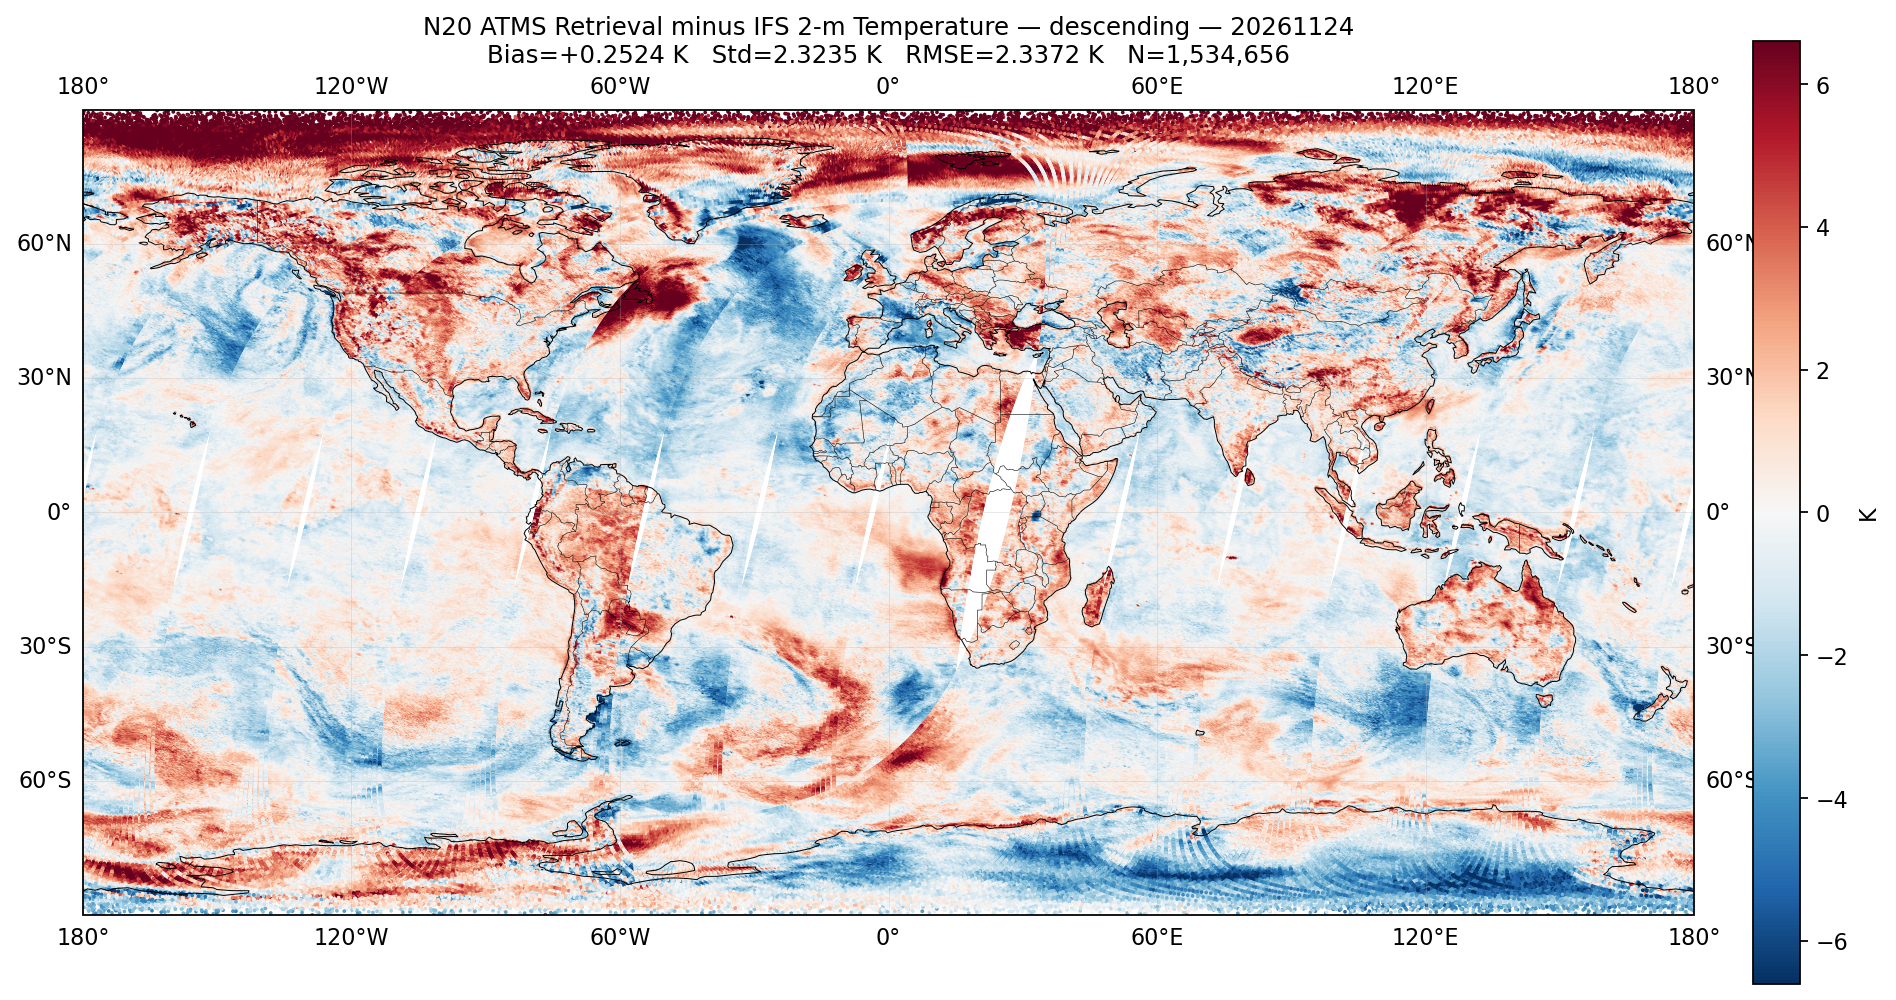 N20 ATMS Retrieval minus IFS 2-m Temperature — descending — 20261124
Bias=+0.2524 K   Std=2.3235 K   RMSE=2.3372 K   N=1,534,656
180° 120°W 60°W 0° 60°E 120°E 180°
60°N 60°N
30°N 30°N
0° 0°
30°S 30°S
60°S 60°S
180° 120°W 60°W 0° 60°E 120°E 180°
6
4
2
0
−2
−4
−6
K